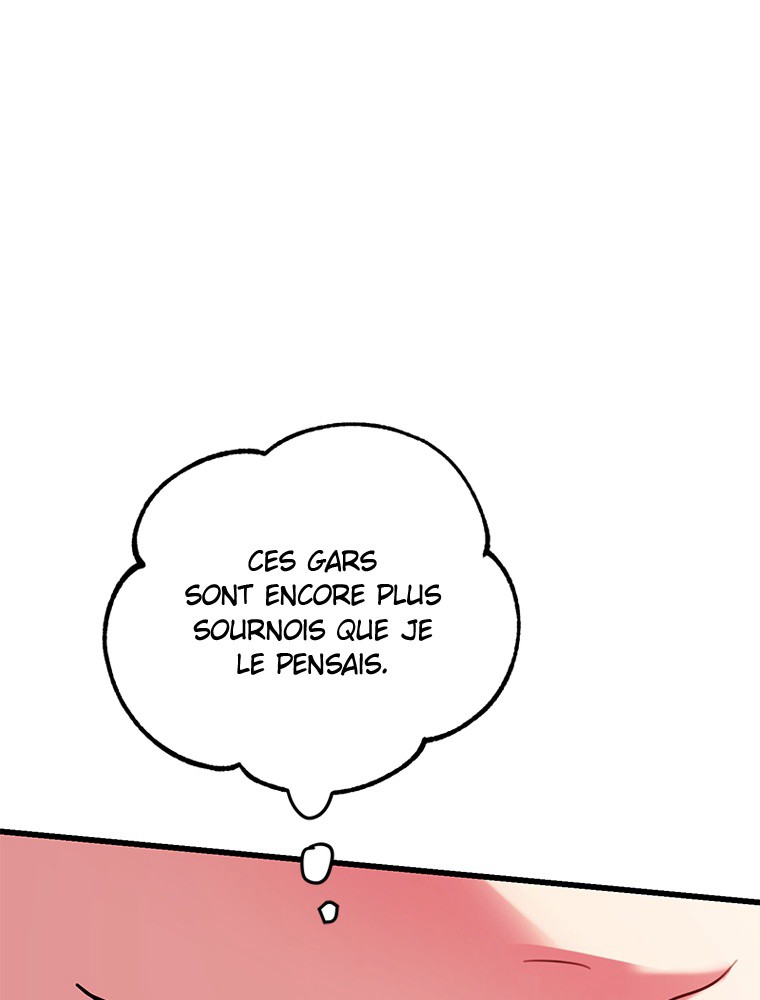 CES GARS
SONT ENCORE PLUS
SOURNOIS QUE JE
LE PENSAIS.